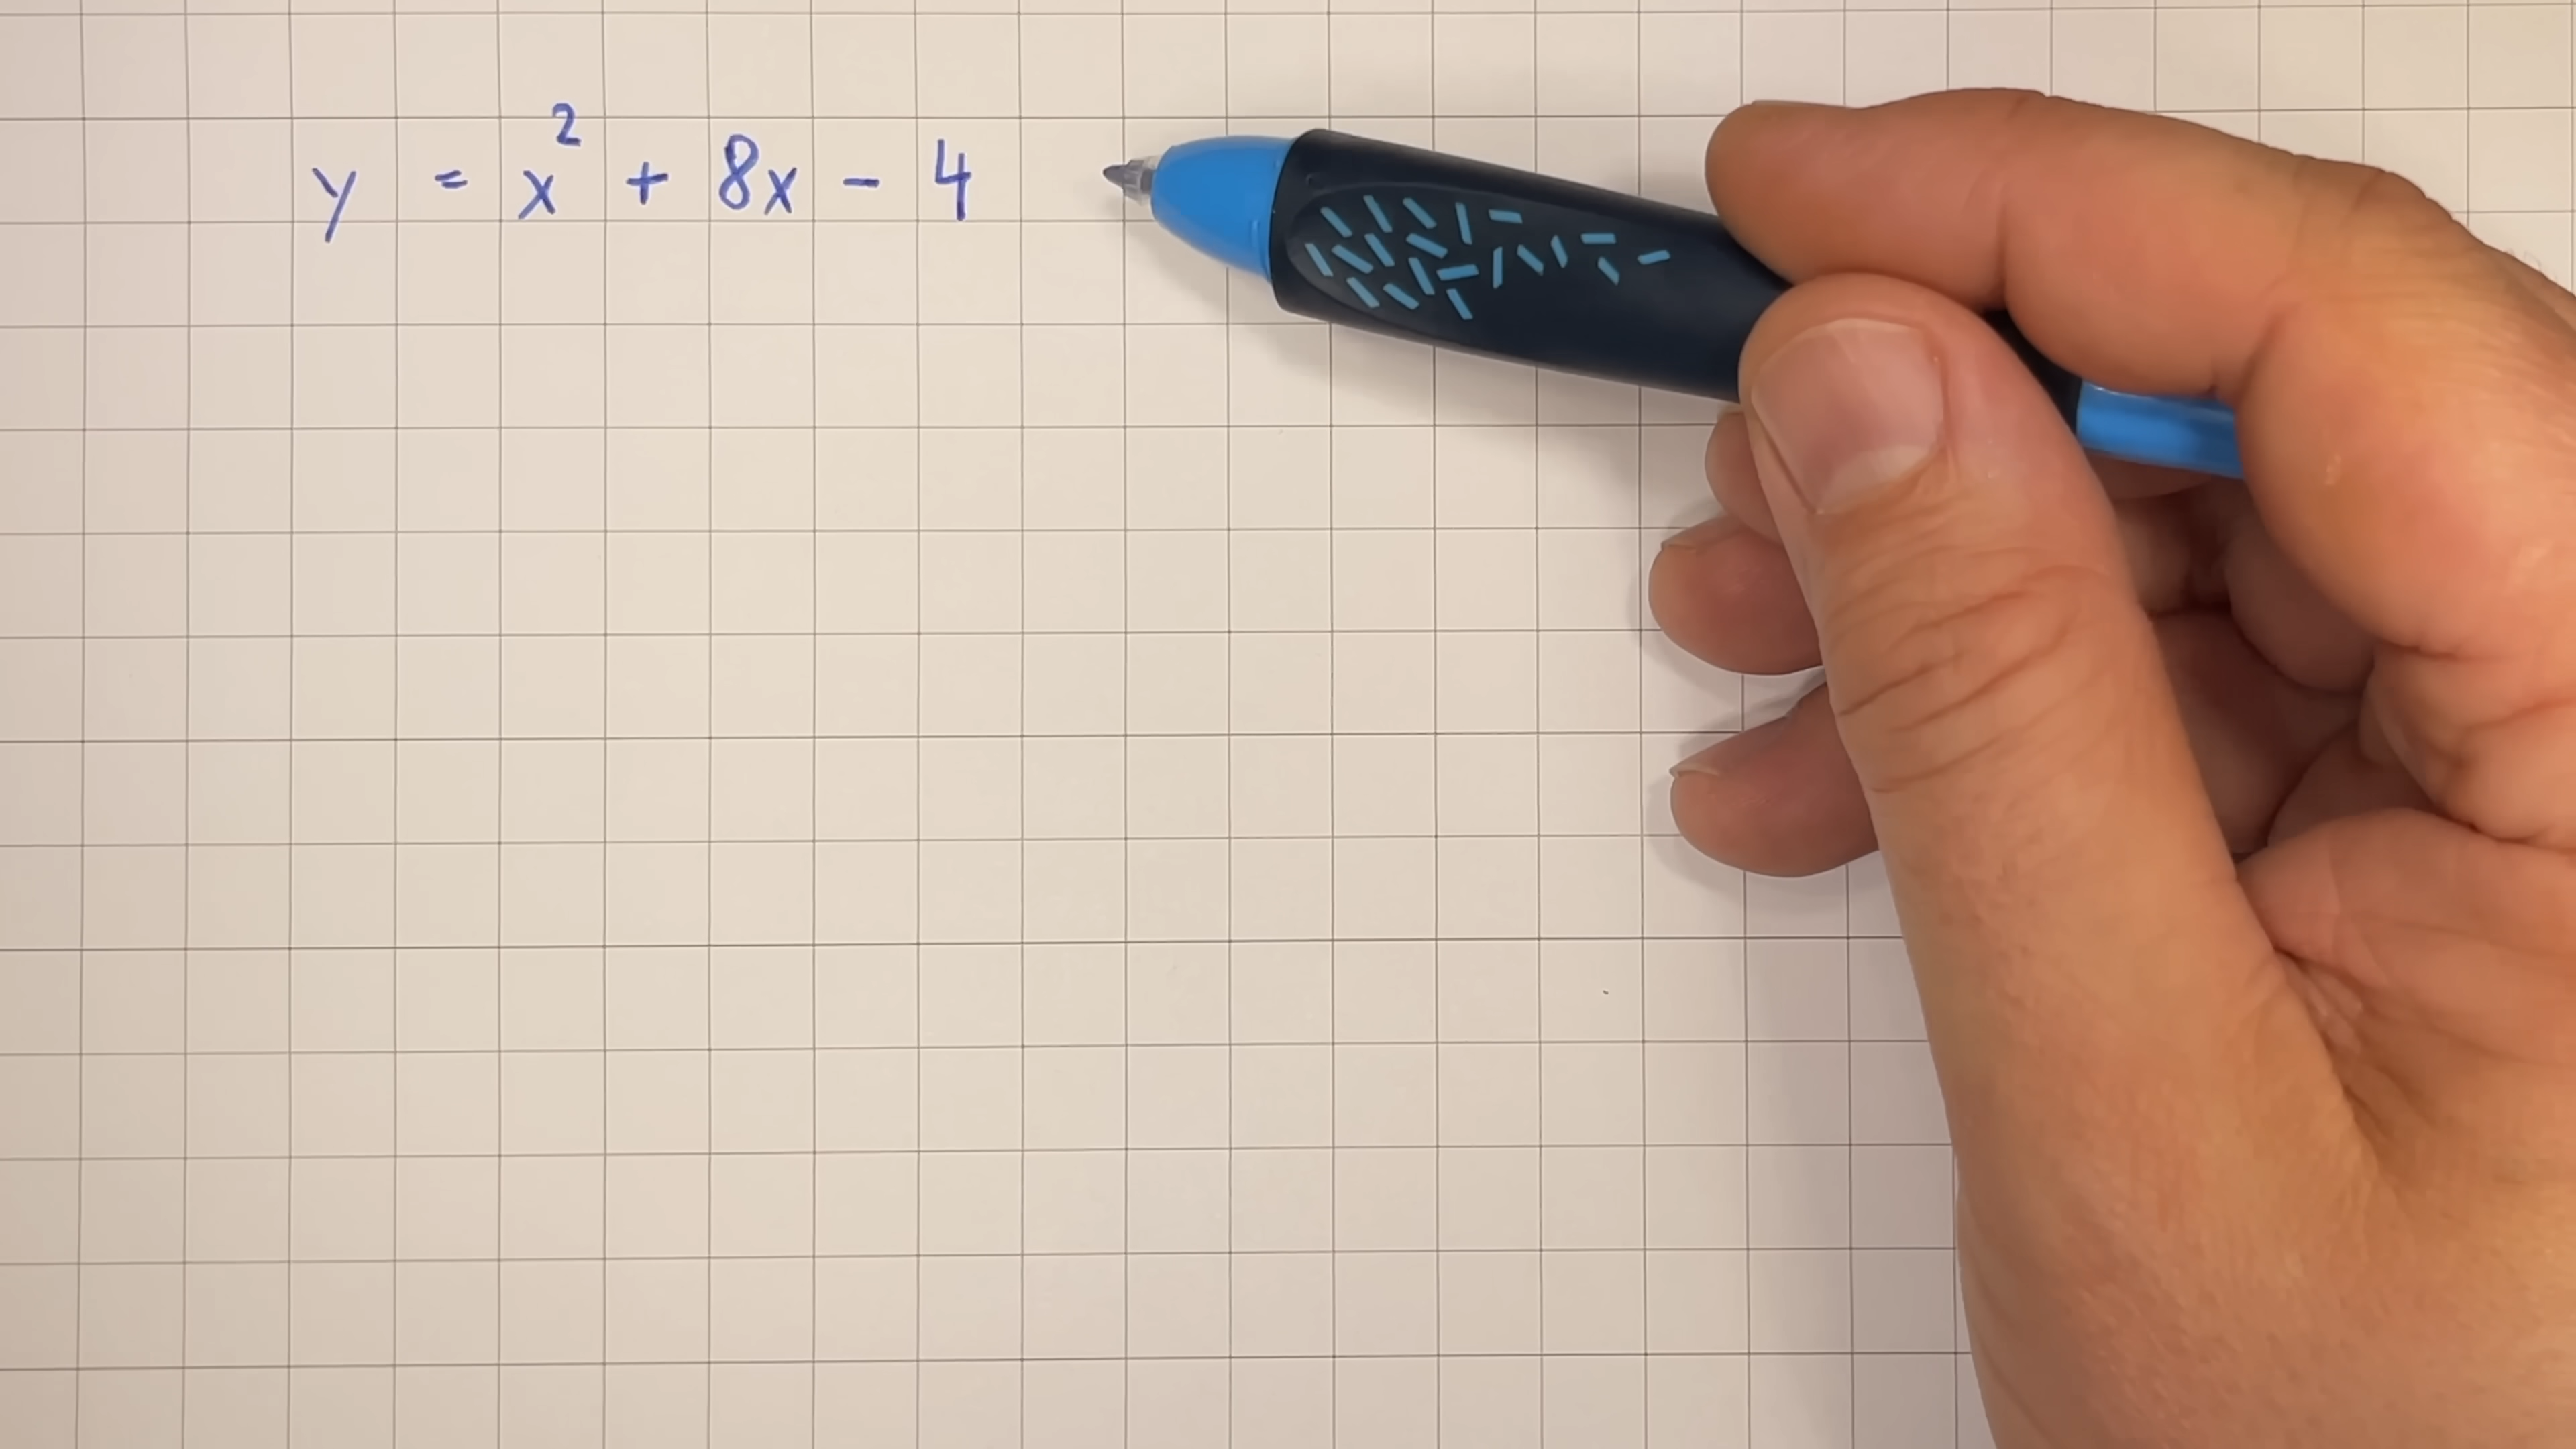 y = x² + 8x - 4